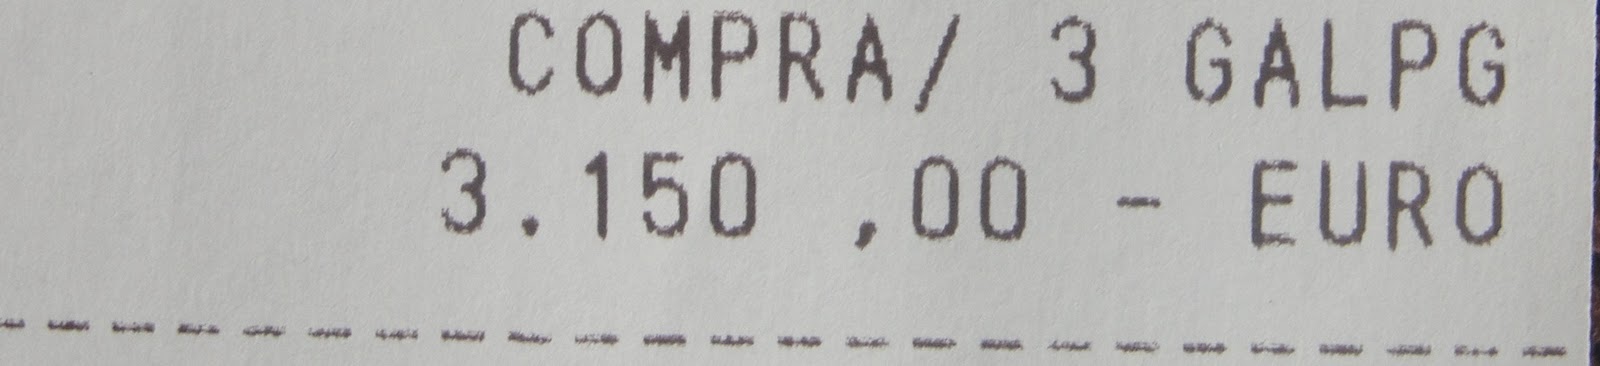 COMPRA/ 3 GALPG
3.150 ,00 - EURO